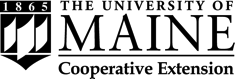 1865
THE UNIVERSITY OF
MAINE
Cooperative Extension